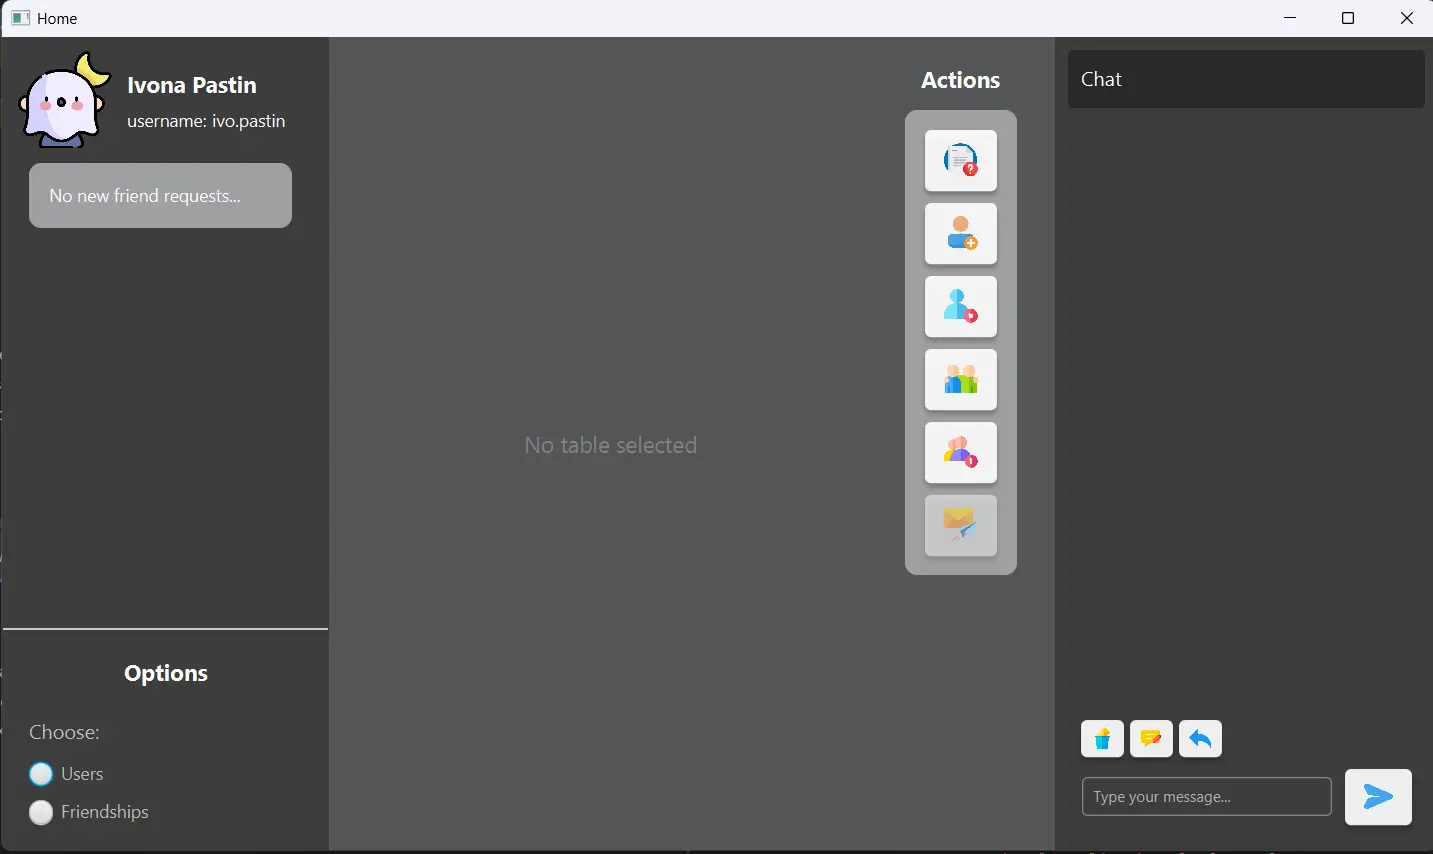 Home
Ivona Pastin
username: ivo.pastin
No new friend requests...
Options
Choose:
Users
Friendships
No table selected
Actions
Chat
Type your message...